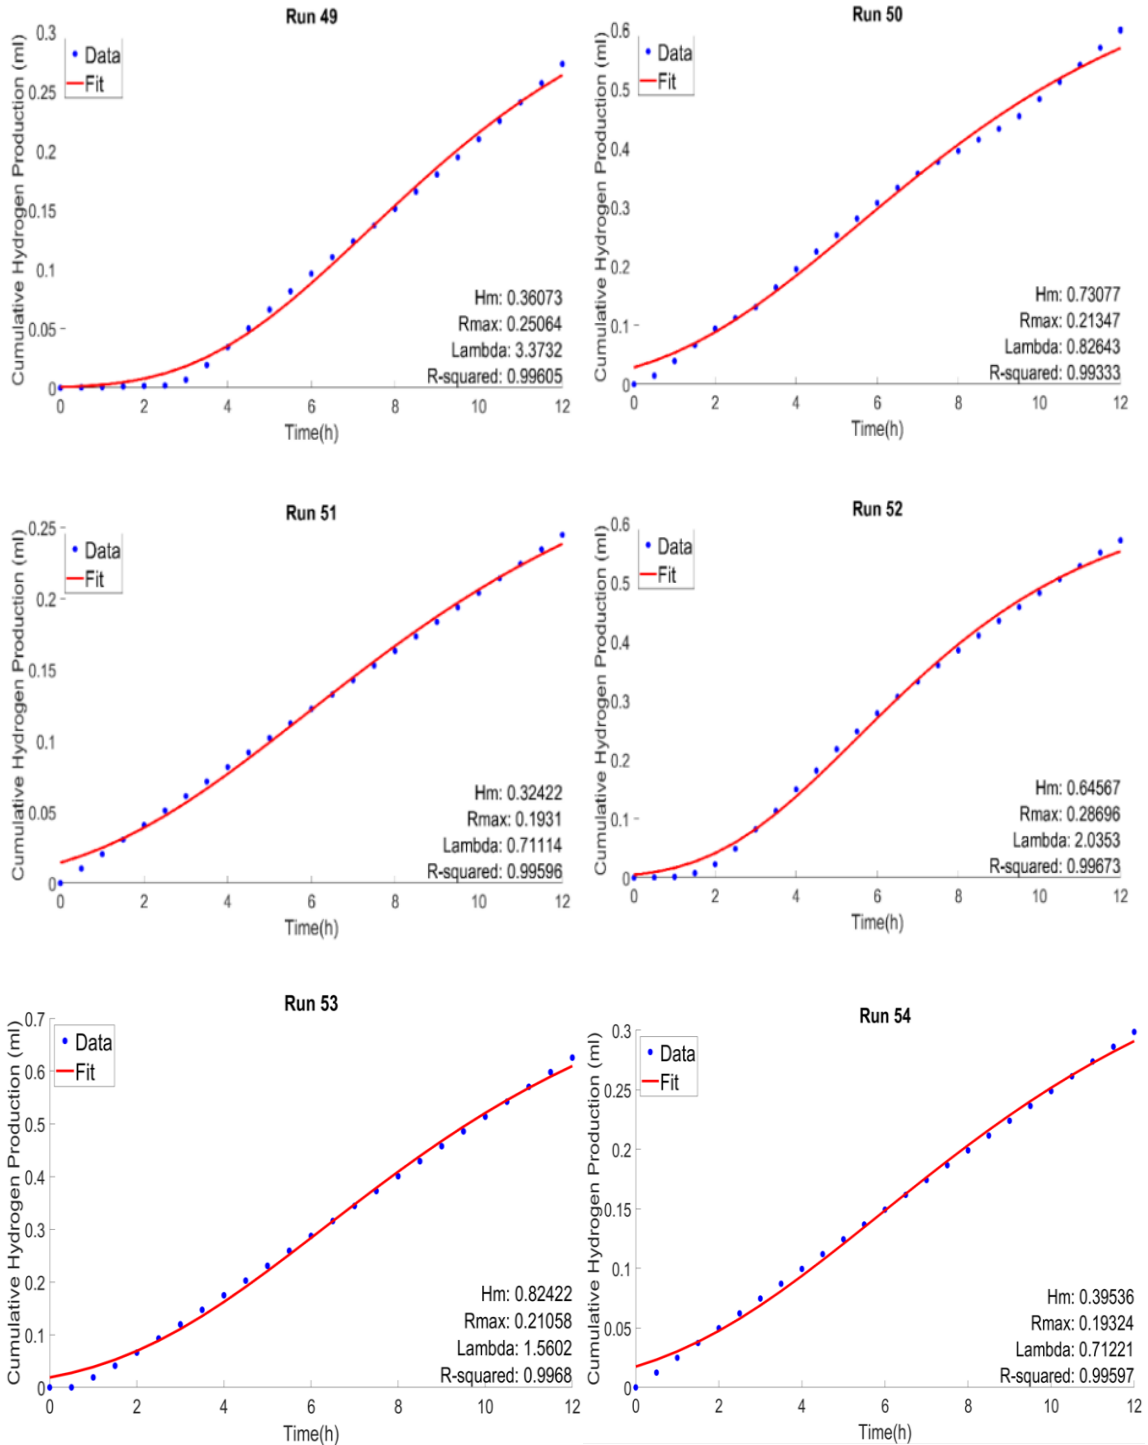 Run 49
Cumulative Hydrogen Production (ml)
0.3
0.25
0.2
0.15
0.1
0.05
0
Data
Fit
Hm: 0.36073
Rmax: 0.25064
Lambda: 3.3732
R-squared: 0.99605
0 2 4 6 8 10 12
Time(h)
Run 50
Cumulative Hydrogen Production (ml)
0.6
0.5
0.4
0.3
0.2
0.1
0
Data
Fit
Hm: 0.73077
Rmax: 0.21347
Lambda: 0.82643
R-squared: 0.99333
0 2 4 6 8 10 12
Time(h)
Run 51
Cumulative Hydrogen Production (ml)
0.25
0.2
0.15
0.1
0.05
0
Data
Fit
Hm: 0.32422
Rmax: 0.1931
Lambda: 0.71114
R-squared: 0.99596
0 2 4 6 8 10 12
Time(h)
Run 52
Cumulative Hydrogen Production (ml)
0.6
0.5
0.4
0.3
0.2
0.1
0
Data
Fit
Hm: 0.64567
Rmax: 0.28696
Lambda: 2.0353
R-squared: 0.99673
0 2 4 6 8 10 12
Time(h)
Run 53
Cumulative Hydrogen Production (ml)
0.7
0.6
0.5
0.4
0.3
0.2
0.1
0
Data
Fit
Hm: 0.82422
Rmax: 0.21058
Lambda: 1.5602
R-squared: 0.9968
0 2 4 6 8 10 12
Time(h)
Run 54
Cumulative Hydrogen Production (ml)
0.3
0.25
0.2
0.15
0.1
0.05
0
Data
Fit
Hm: 0.39536
Rmax: 0.19324
Lambda: 0.71221
R-squared: 0.99597
0 2 4 6 8 10 12
Time(h)